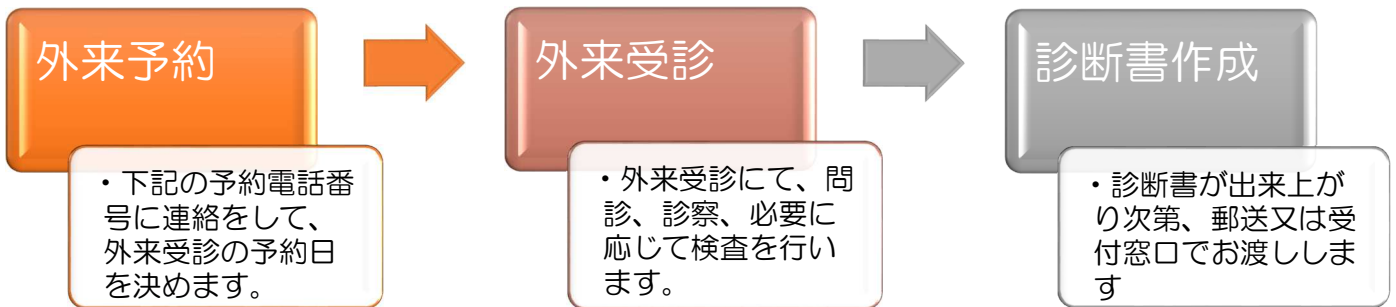 外来予約
・下記の予約電話番
号に連絡をして、
外来受診の予約日
を決めます。
外来受診
・外来受診にて、問
診、診察、必要に
応じて検査を行い
ます。
診断書作成
・診断書が出来上が
り次第、郵送又は受
付窓口でお渡ししま
す